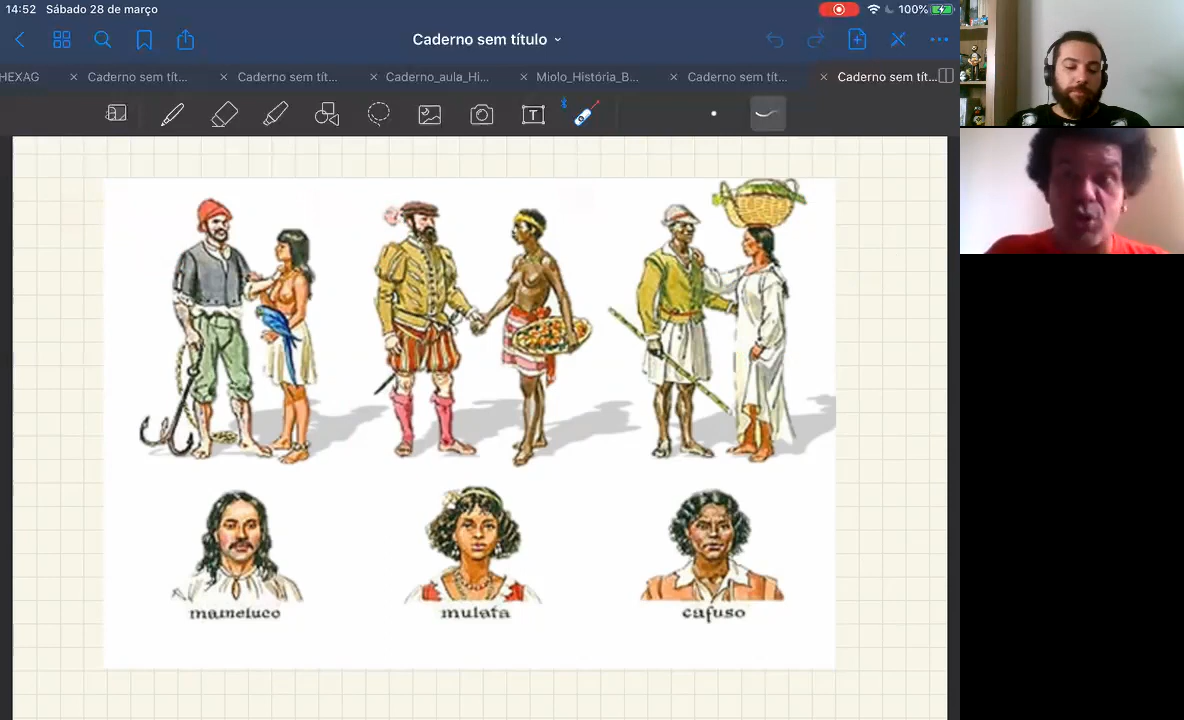 14:52 Sábado 28 de março 100%
Caderno sem título
HEXAG × Caderno sem tít... × Caderno sem tít... × Caderno_aula_Hi... × Miolo_História_B... × Caderno sem tít... × Caderno sem tít...
T
mameluco mulata cafuso